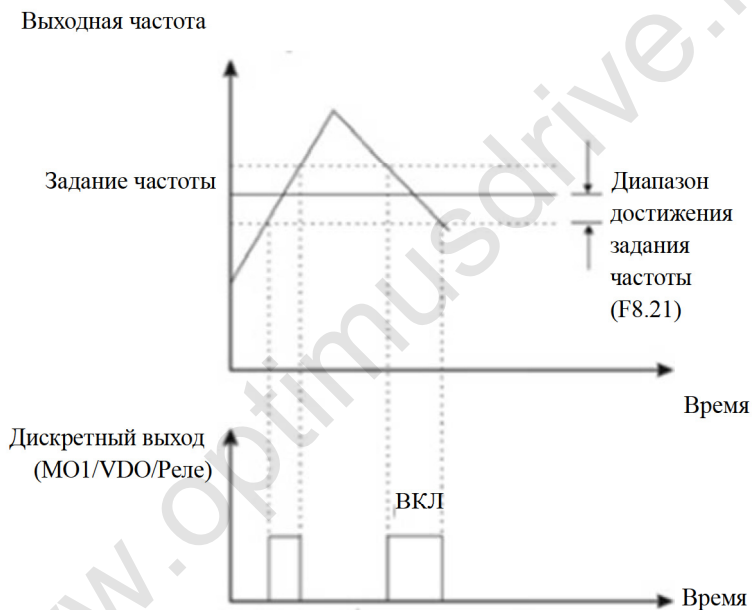 Выходная частота
Задание частоты
Диапазон
достижения
задания
частоты
(F8.21)
Время
Дискретный выход
(MO1/VDO/Реле)
ВКЛ
Время
www.optimusdrive.